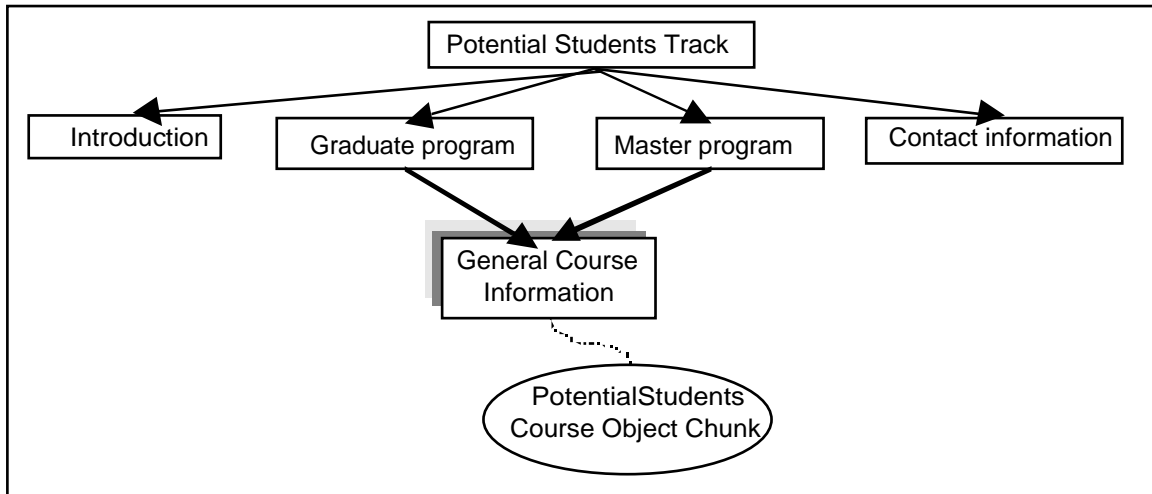 Potential Students Track
Introduction
Graduate program
Master program
Contact information
General Course
Information
PotentialStudents
Course Object Chunk